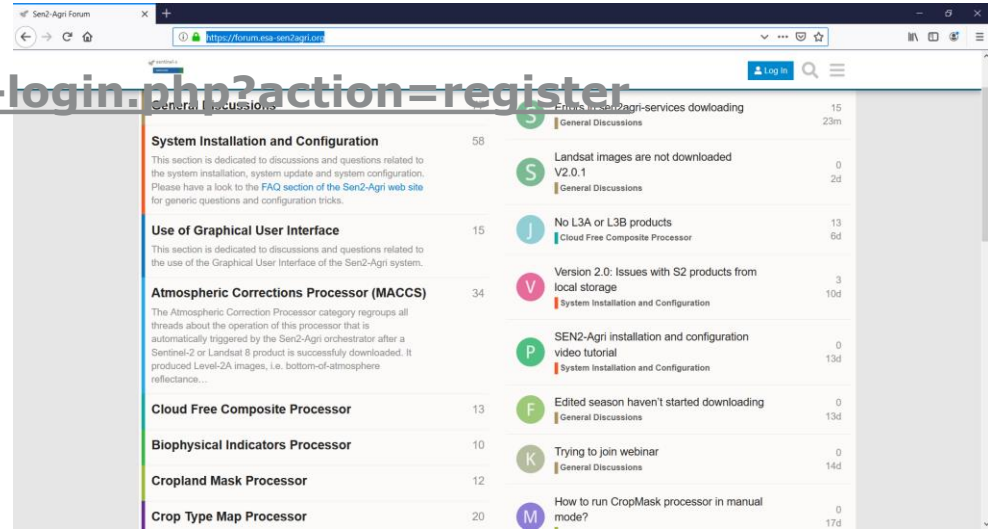 Sen2-Agri Forum
https://forum.esa-sen2agri.org
Log In
-login.php?action=register
General Discussions
System Installation and Configuration 58
This section is dedicated to discussions and questions related to
the system installation, system update and system configuration.
Please have a look to the FAQ section of the Sen2-Agri web site
for generic questions and configuration tricks.
Use of Graphical User Interface 15
This section is dedicated to discussions and questions related to
the use of the Graphical User Interface of the Sen2-Agri system.
Atmospheric Corrections Processor (MACCS) 34
The Atmospheric Correction Processor category regroups all
threads about the operation of this processor that is
automatically triggered by the Sen2-Agri orchestrator after a
Sentinel-2 or Landsat 8 product is successfuly downloaded. It
produced Level-2A images, i.e. bottom-of-atmosphere
reflectance…
Cloud Free Composite Processor 13
Biophysical Indicators Processor 10
Cropland Mask Processor 12
Crop Type Map Processor 20
S
Errors in sen2agri-services dowloading 15
General Discussions 23m
S
Landsat images are not downloaded
V2.0.1 0
General Discussions 2d
J
No L3A or L3B products 13
Cloud Free Composite Processor 6d
V
Version 2.0: Issues with S2 products from
local storage 3
System Installation and Configuration 10d
P
SEN2-Agri installation and configuration
video tutorial 0
System Installation and Configuration 13d
F
Edited season haven't started downloading 0
General Discussions 13d
K
Trying to join webinar 0
General Discussions 14d
M
How to run CropMask processor in manual
mode? 0
17d